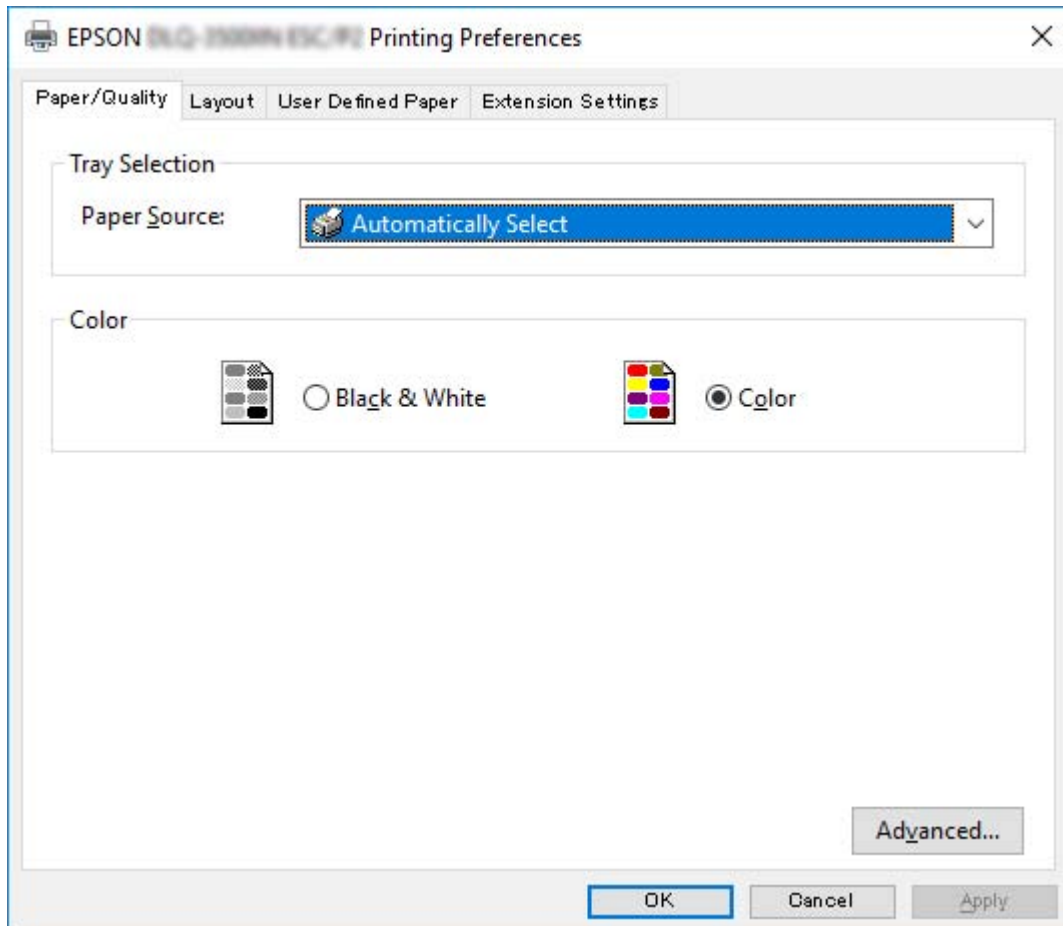 EPSON Printing Preferences
Paper/Quality Layout User Defined Paper Extension Settings
Tray Selection
Paper Source: Automatically Select
Color
Black & White Color
Advanced...
OK Cancel Apply